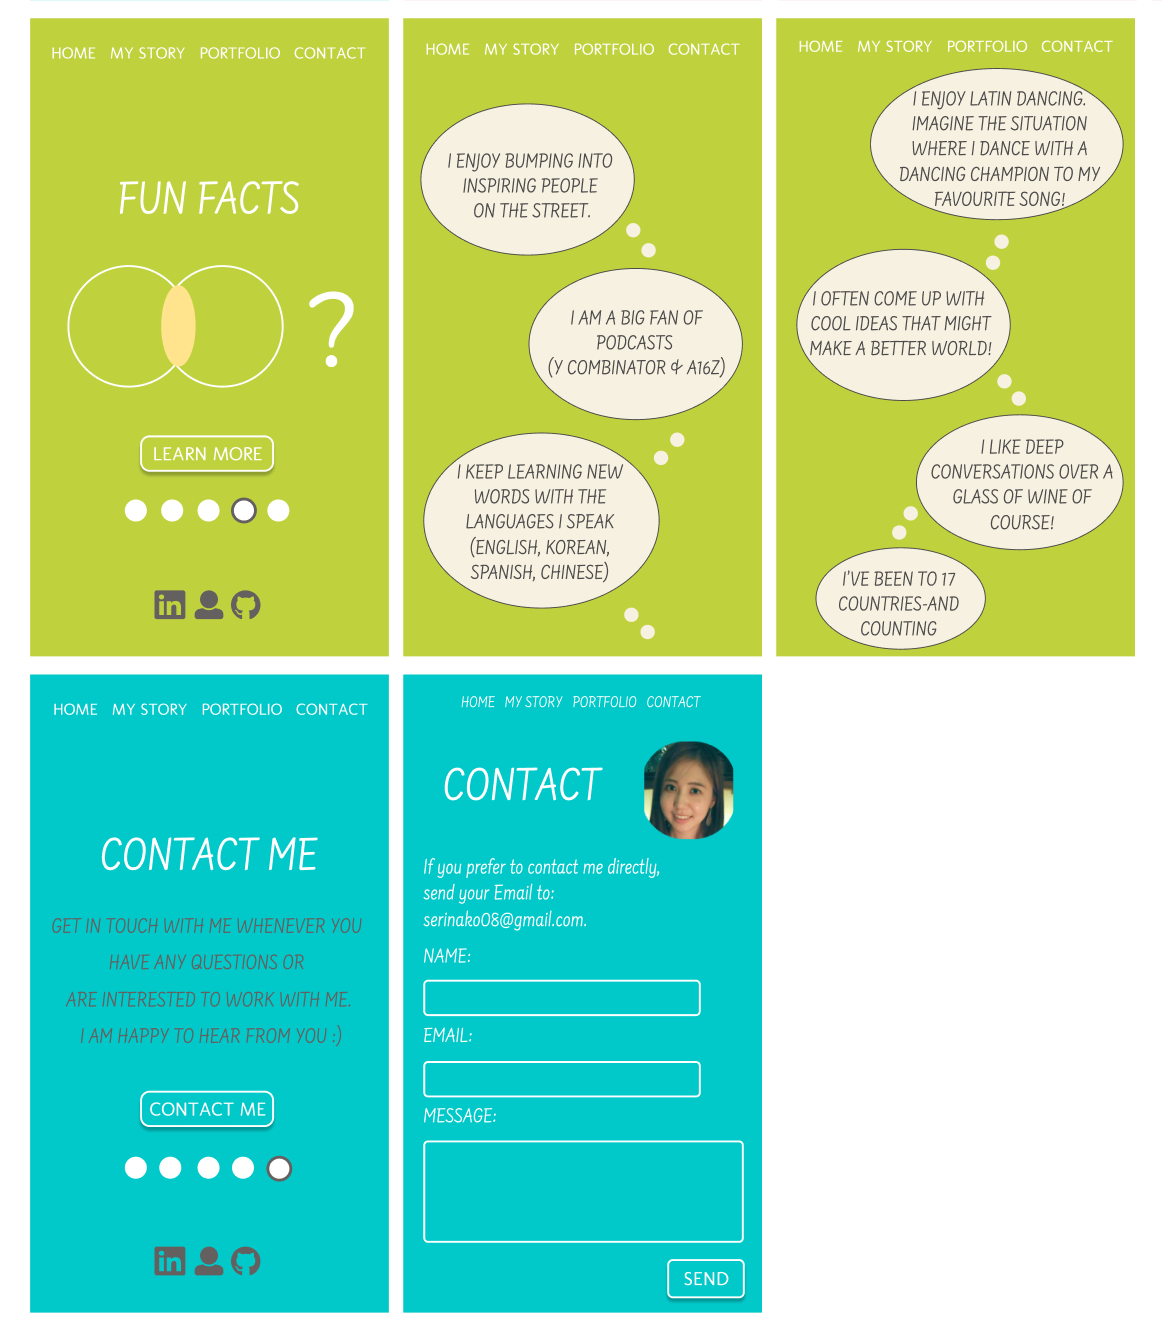 HOME MY STORY PORTFOLIO CONTACT
FUN FACTS
?
LEARN MORE
in
HOME MY STORY PORTFOLIO CONTACT
I ENJOY BUMPING INTO
INSPIRING PEOPLE
ON THE STREET.
I AM A BIG FAN OF
PODCASTS
(Y COMBINATOR & A16Z)
I KEEP LEARNING NEW
WORDS WITH THE
LANGUAGES I SPEAK
(ENGLISH, KOREAN,
SPANISH, CHINESE)
HOME MY STORY PORTFOLIO CONTACT
I ENJOY LATIN DANCING.
IMAGINE THE SITUATION
WHERE I DANCE WITH A
DANCING CHAMPION TO MY
FAVOURITE SONG!
I OFTEN COME UP WITH
COOL IDEAS THAT MIGHT
MAKE A BETTER WORLD!
I LIKE DEEP
CONVERSATIONS OVER A
GLASS OF WINE OF
COURSE!
I'VE BEEN TO 17
COUNTRIES-AND
COUNTING
HOME MY STORY PORTFOLIO CONTACT
CONTACT ME
GET IN TOUCH WITH ME WHENEVER YOU
HAVE ANY QUESTIONS OR
ARE INTERESTED TO WORK WITH ME.
I AM HAPPY TO HEAR FROM YOU :)
CONTACT ME
in
HOME MY STORY PORTFOLIO CONTACT
CONTACT
If you prefer to contact me directly,
send your Email to:
serinako08@gmail.com.
NAME:
EMAIL:
MESSAGE:
SEND